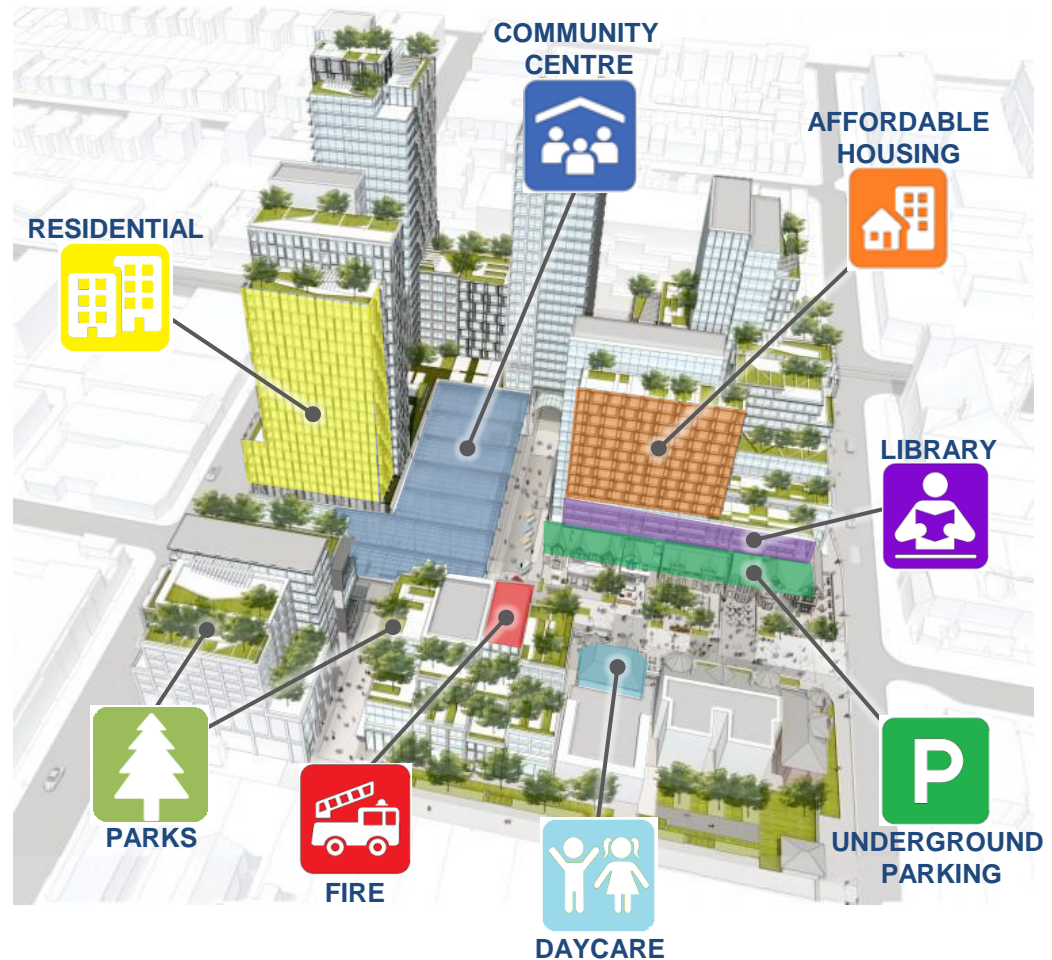 COMMUNITY
CENTRE
AFFORDABLE
HOUSING
RESIDENTIAL
LIBRARY
P
PARKS
UNDERGROUND
PARKING
FIRE
DAYCARE